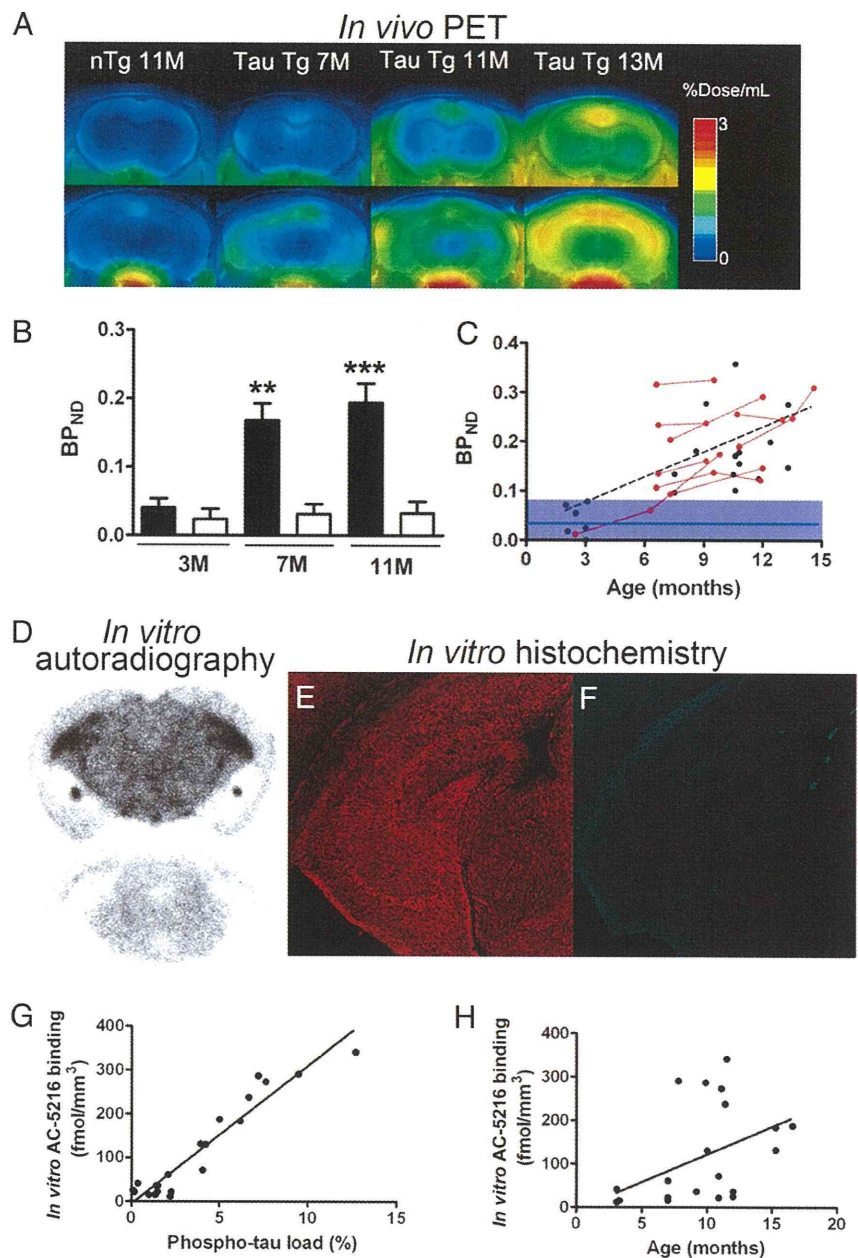 A
In vivo PET
nTg 11M Tau Tg 7M Tau Tg 11M Tau Tg 13M
%Dose/mL
3
0
B
BP_ND
0.3
0.2
0.1
0.0
** ***
3M 7M 11M
C
BP_ND
0.4
0.3
0.2
0.1
0.0
0 3 6 9 12 15
Age (months)
D
In vitro
autoradiography
In vitro histochemistry
E F
G
In vitro AC-5216 binding
(fmol/mm³)
400
300
200
100
0
0 5 10 15
Phospho-tau load (%)
H
In vitro AC-5216 binding
(fmol/mm³)
400
300
200
100
0
0 5 10 15 20
Age (months)